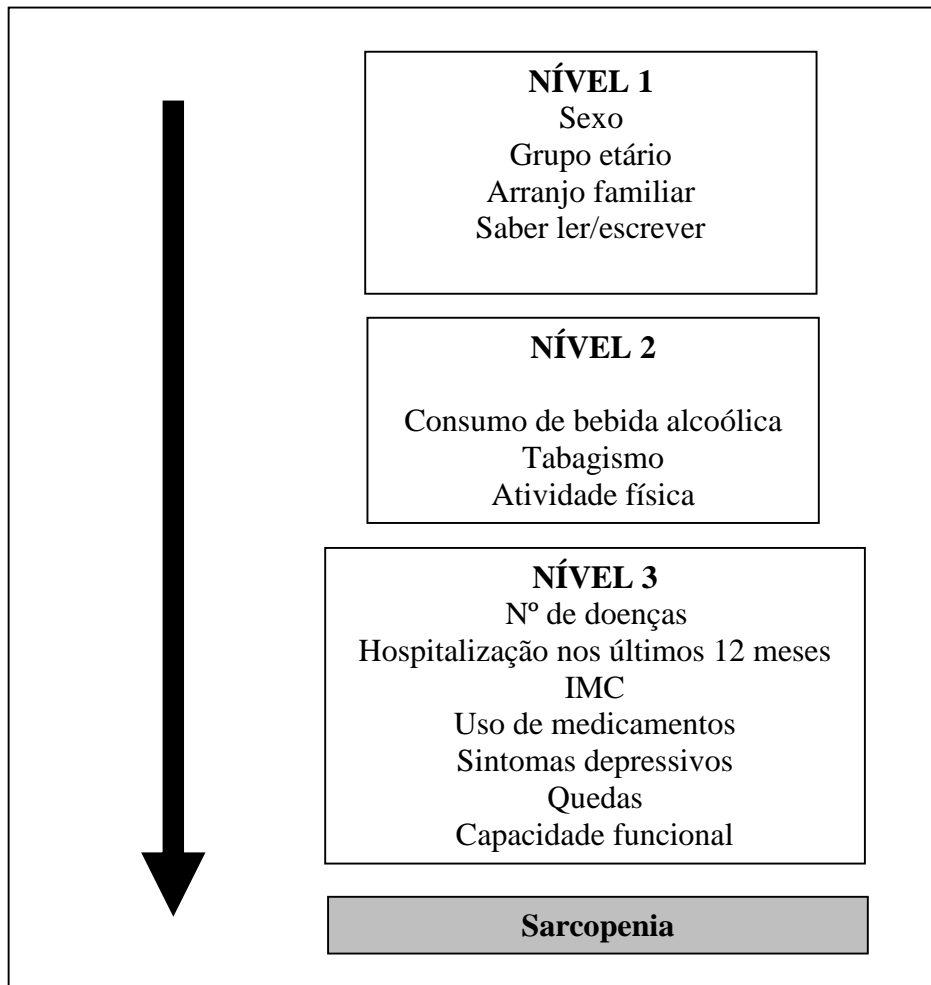 NÍVEL 1
Sexo
Grupo etário
Arranjo familiar
Saber ler/escrever
NÍVEL 2
Consumo de bebida alcoólica
Tabagismo
Atividade física
NÍVEL 3
Nº de doenças
Hospitalização nos últimos 12 meses
IMC
Uso de medicamentos
Sintomas depressivos
Quedas
Capacidade funcional
Sarcopenia